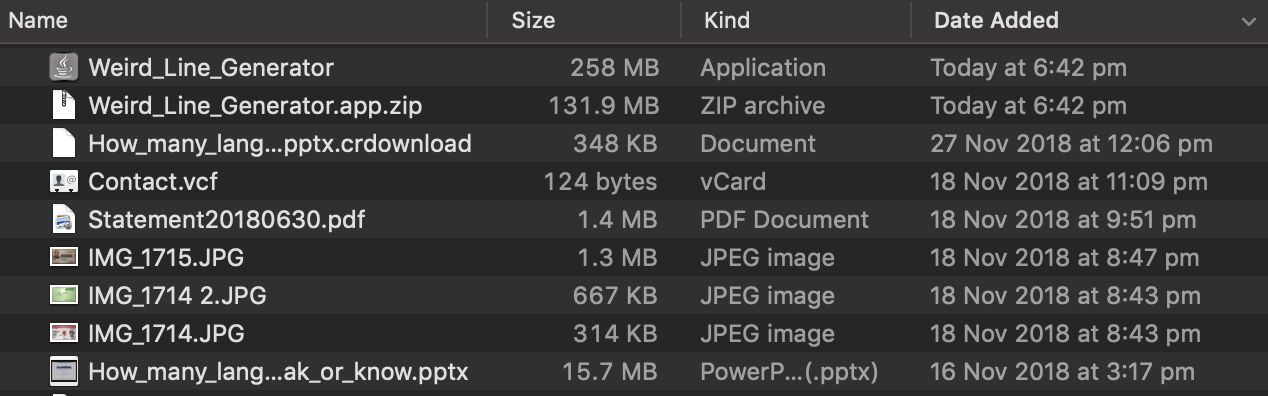 Name Size Kind Date Added
Weird_Line_Generator 258 MB Application Today at 6:42 pm
Weird_Line_Generator.app.zip 131.9 MB ZIP archive Today at 6:42 pm
How_many_lang...pptx.crdownload 348 KB Document 27 Nov 2018 at 12:06 pm
Contact.vcf 124 bytes vCard 18 Nov 2018 at 11:09 pm
Statement20180630.pdf 1.4 MB PDF Document 18 Nov 2018 at 9:51 pm
IMG_1715.JPG 1.3 MB JPEG image 18 Nov 2018 at 8:47 pm
IMG_1714 2.JPG 667 KB JPEG image 18 Nov 2018 at 8:43 pm
IMG_1714.JPG 314 KB JPEG image 18 Nov 2018 at 8:43 pm
How_many_lang...ak_or_know.pptx 15.7 MB PowerP...(.pptx) 16 Nov 2018 at 3:17 pm